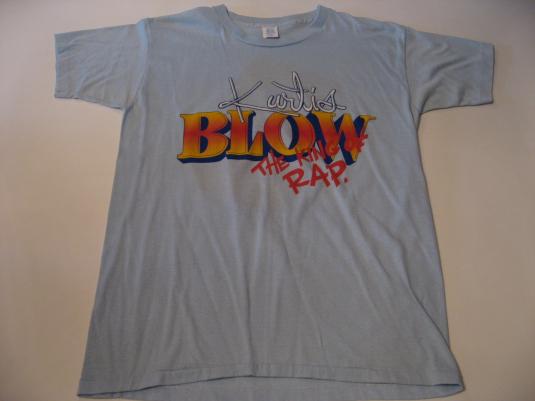 Kurtis
BLOW
THE KING OF
RAP.